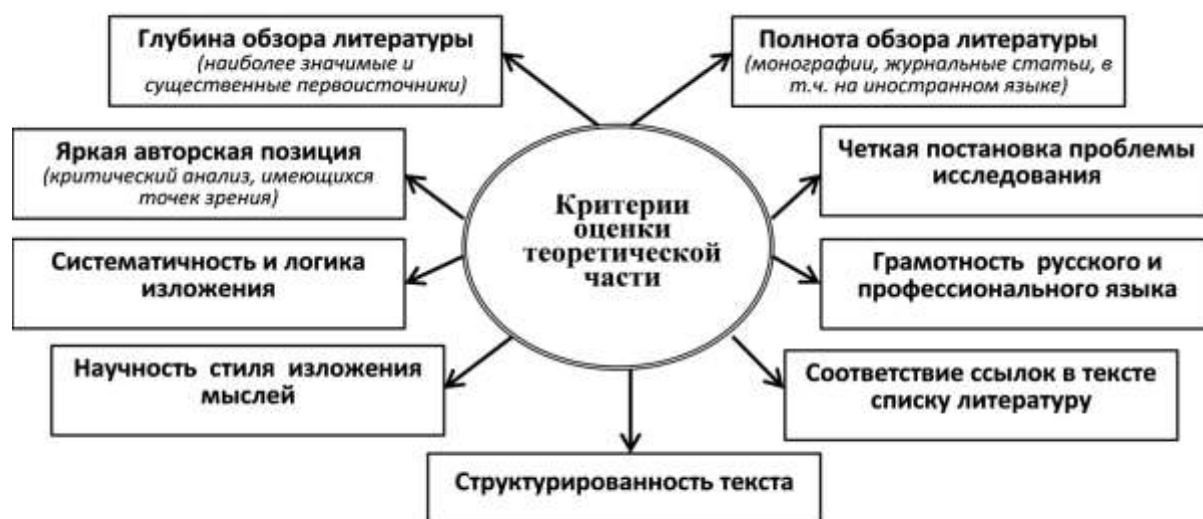 Глубина обзора литературы
(наиболее значимые и
существенные первоисточники)
Полнота обзора литературы
(монографии, журнальные статьи, в
т.ч. на иностранном языке)
Яркая авторская позиция
(критический анализ, имеющихся
точек зрения)
Четкая постановка проблемы
исследования
Критерии
оценки
теоретической
части
Систематичность и логика
изложения
Грамотность русского и
профессионального языка
Научность стиля изложения
мыслей
Соответствие ссылок в тексте
списку литературу
Структурированность текста